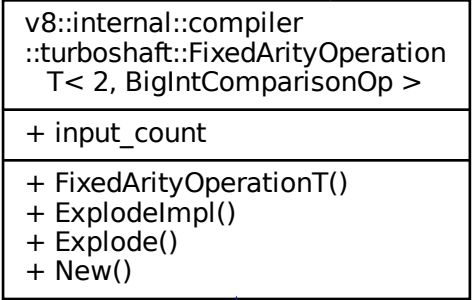 v8::internal::compiler
::turboshaft::FixedArityOperation
T< 2, BigIntComparisonOp >
+ input_count
+ FixedArityOperationT()
+ ExplodeImpl()
+ Explode()
+ New()